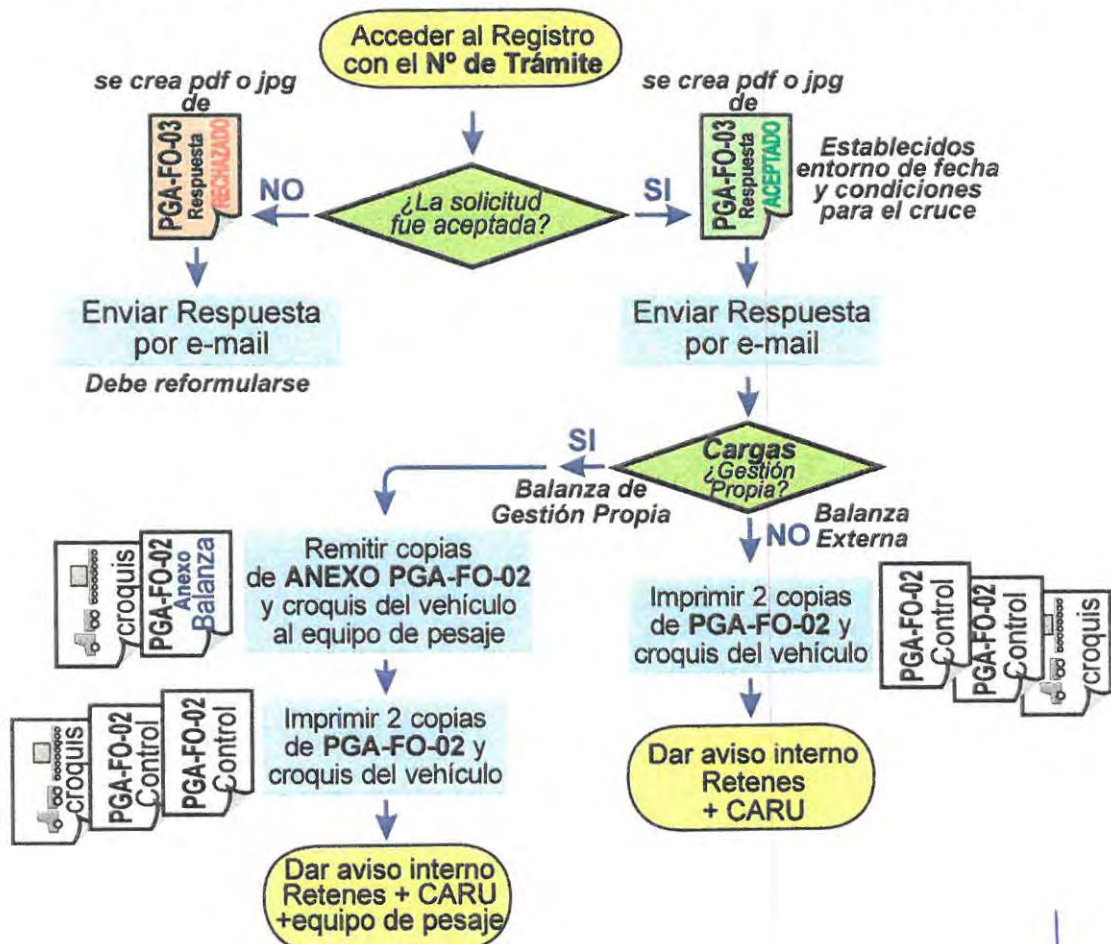 Acceder al Registro
con el Nº de Trámite
se crea pdf o jpg
de
PGA-FO-03
Respuesta
RECHAZADO
NO
¿La solicitud
fue aceptada?
SI
se crea pdf o jpg
de
PGA-FO-03
Respuesta
ACEPTADO
Establecidos
entorno de fecha
y condiciones
para el cruce
Enviar Respuesta
por e-mail
Debe reformularse
Enviar Respuesta
por e-mail
Cargas
¿Gestión
Propia?
SI
Balanza de
Gestión Propia
NO
Balanza
Externa
croquis
PGA-FO-02
Anexo
Balanza
Remitir copias
de ANEXO PGA-FO-02
y croquis del vehículo
al equipo de pesaje
Imprimir 2 copias
de PGA-FO-02 y
croquis del vehículo
PGA-FO-02
Control
PGA-FO-02
Control
croquis
croquis
PGA-FO-02
Control
PGA-FO-02
Control
Imprimir 2 copias
de PGA-FO-02 y
croquis del vehículo
Dar aviso interno
Retenes
+ CARU
Dar aviso interno
Retenes + CARU
+equipo de pesaje